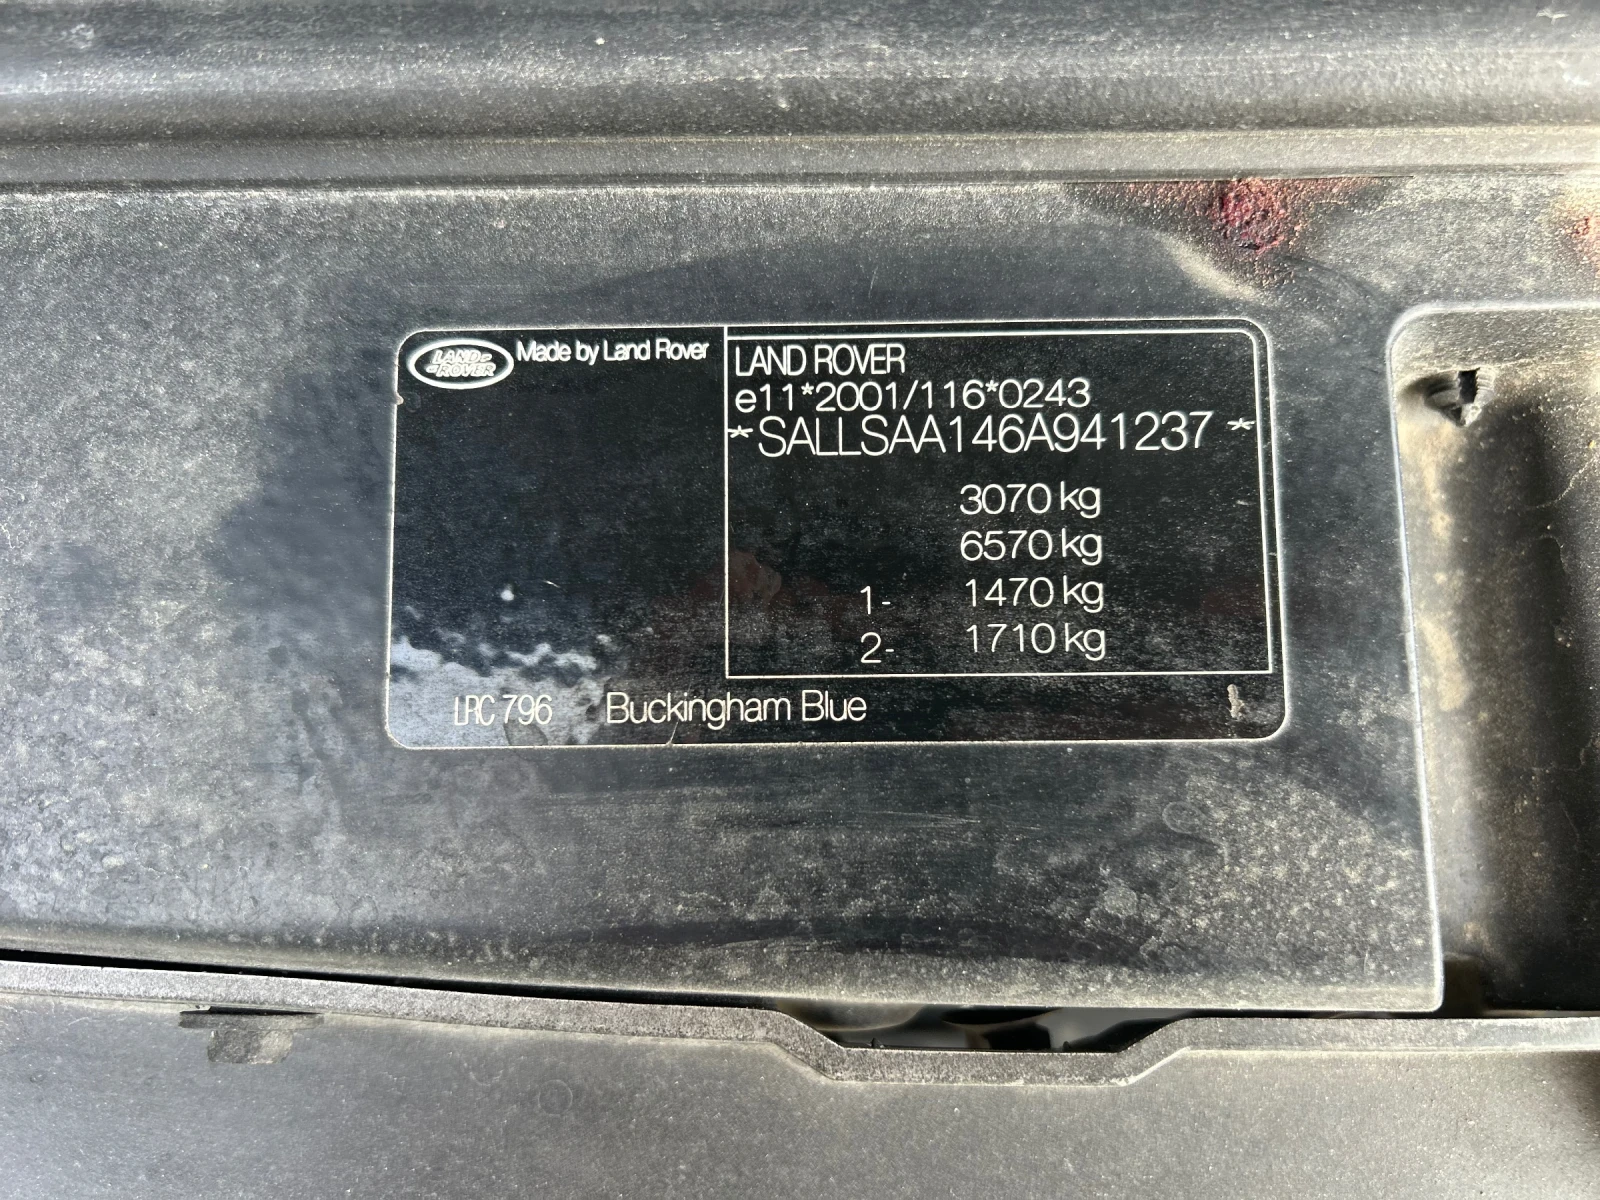 LAND-
-ROVER
Made by Land Rover
LAND ROVER
e11*2001/116*0243
*SALLSAA146A941237*
3070 kg
6570 kg
1- 1470 kg
2- 1710 kg
LRC 796 Buckingham Blue